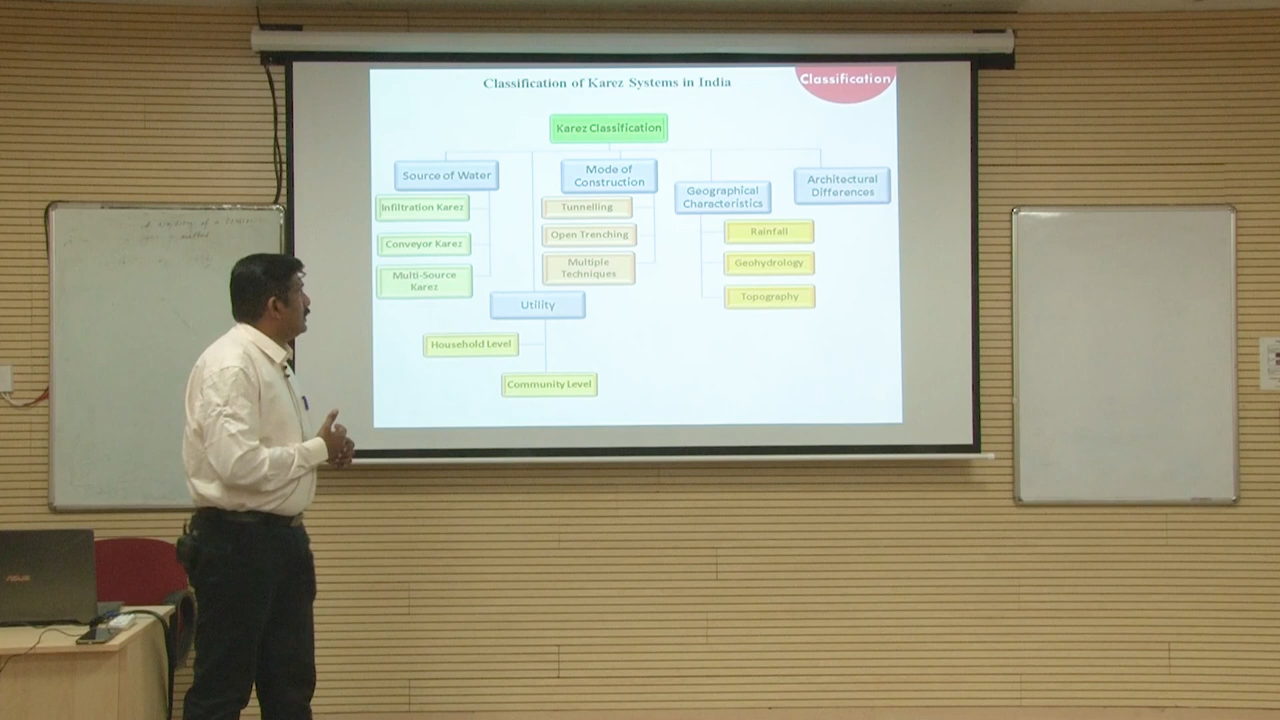 Classification of Karez Systems in India
Classification
Karez Classification
Source of Water
Mode of
Construction
Geographical
Characteristics
Architectural
Differences
Infiltration Karez
Conveyor Karez
Multi-Source
Karez
Tunnelling
Open Trenching
Multiple
Techniques
Rainfall
Geohydrology
Topography
Utility
Household Level
Community Level
ASUS